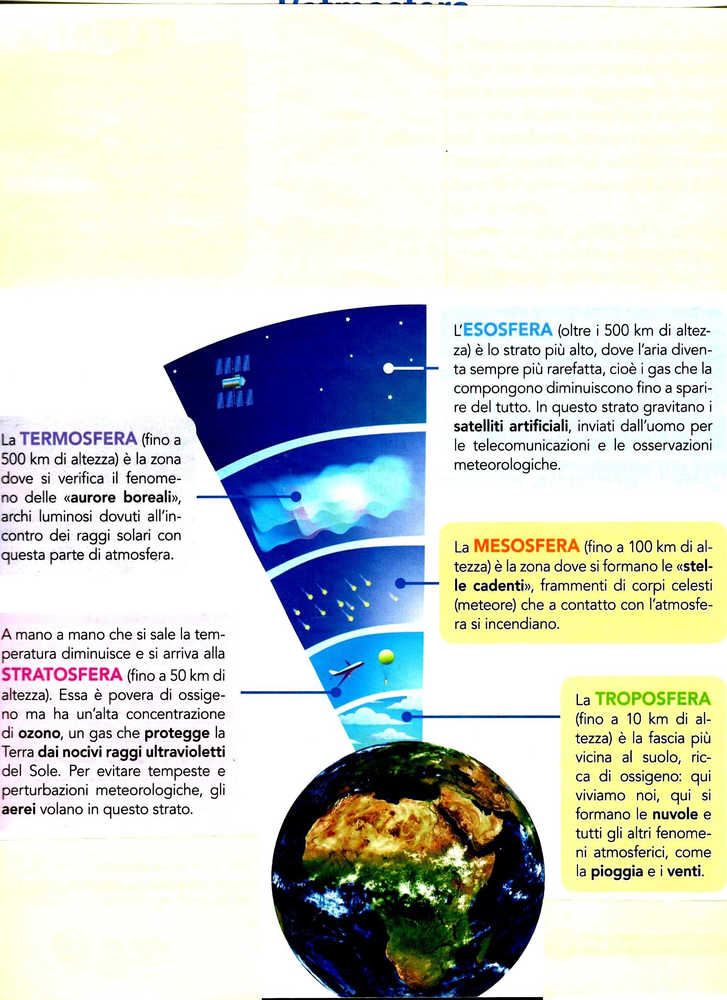 L'atmosfera
L'ESOSFERA (oltre i 500 km di altez-
za) è lo strato più alto, dove l'aria diven-
ta sempre più rarefatta, cioè i gas che la
compongono diminuiscono fino a spari-
re del tutto. In questo strato gravitano i
satelliti artificiali, inviati dall'uomo per
le telecomunicazioni e le osservazioni
meteorologiche.
La TERMOSFERA (fino a
500 km di altezza) è la zona
dove si verifica il fenome-
no delle «aurore boreali»,
archi luminosi dovuti all'in-
contro dei raggi solari con
questa parte di atmosfera.
La MESOSFERA (fino a 100 km di al-
tezza) è la zona dove si formano le «stel-
le cadenti», frammenti di corpi celesti
(meteore) che a contatto con l'atmosfe-
ra si incendiano.
A mano a mano che si sale la tem-
peratura diminuisce e si arriva alla
STRATOSFERA (fino a 50 km di
altezza). Essa è povera di ossige-
no ma ha un'alta concentrazione
di ozono, un gas che protegge la
Terra dai nocivi raggi ultravioletti
del Sole. Per evitare tempeste e
perturbazioni meteorologiche, gli
aerei volano in questo strato.
La TROPOSFERA
(fino a 10 km di al-
tezza) è la fascia più
vicina al suolo, ric-
ca di ossigeno: qui
viviamo noi, qui si
formano le nuvole e
tutti gli altri fenome-
ni atmosferici, come
la pioggia e i venti.